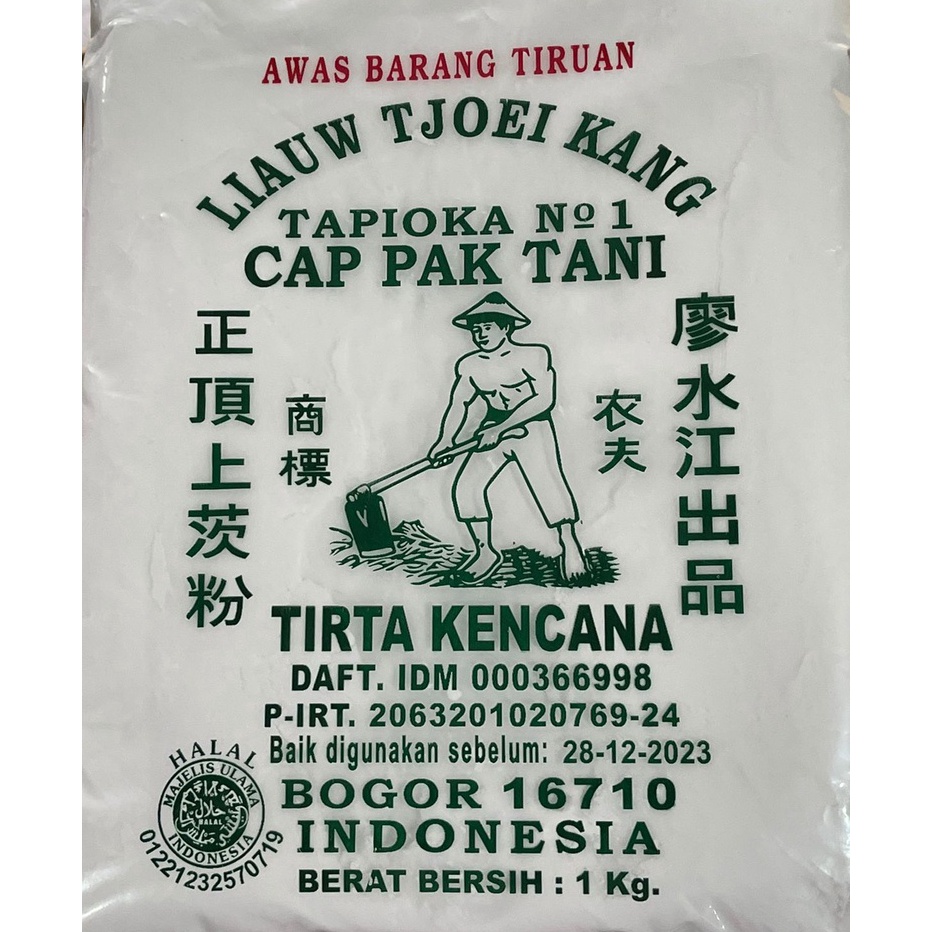 AWAS BARANG TIRUAN
LIAUW TJOEI KANG
TAPIOKA Nº 1
CAP PAK TANI
正頂上茨粉
商標
农夫
廖水江出品
V
TIRTA KENCANA
DAFT. IDM 000366998
P-IRT. 2063201020769-24
Baik digunakan sebelum: 28-12-2023
HALAL
MAJELIS ULAMA
حلال
HALAL
INDONESIA
01221232570719
BOGOR 16710
INDONESIA
BERAT BERSIH : 1 Kg.